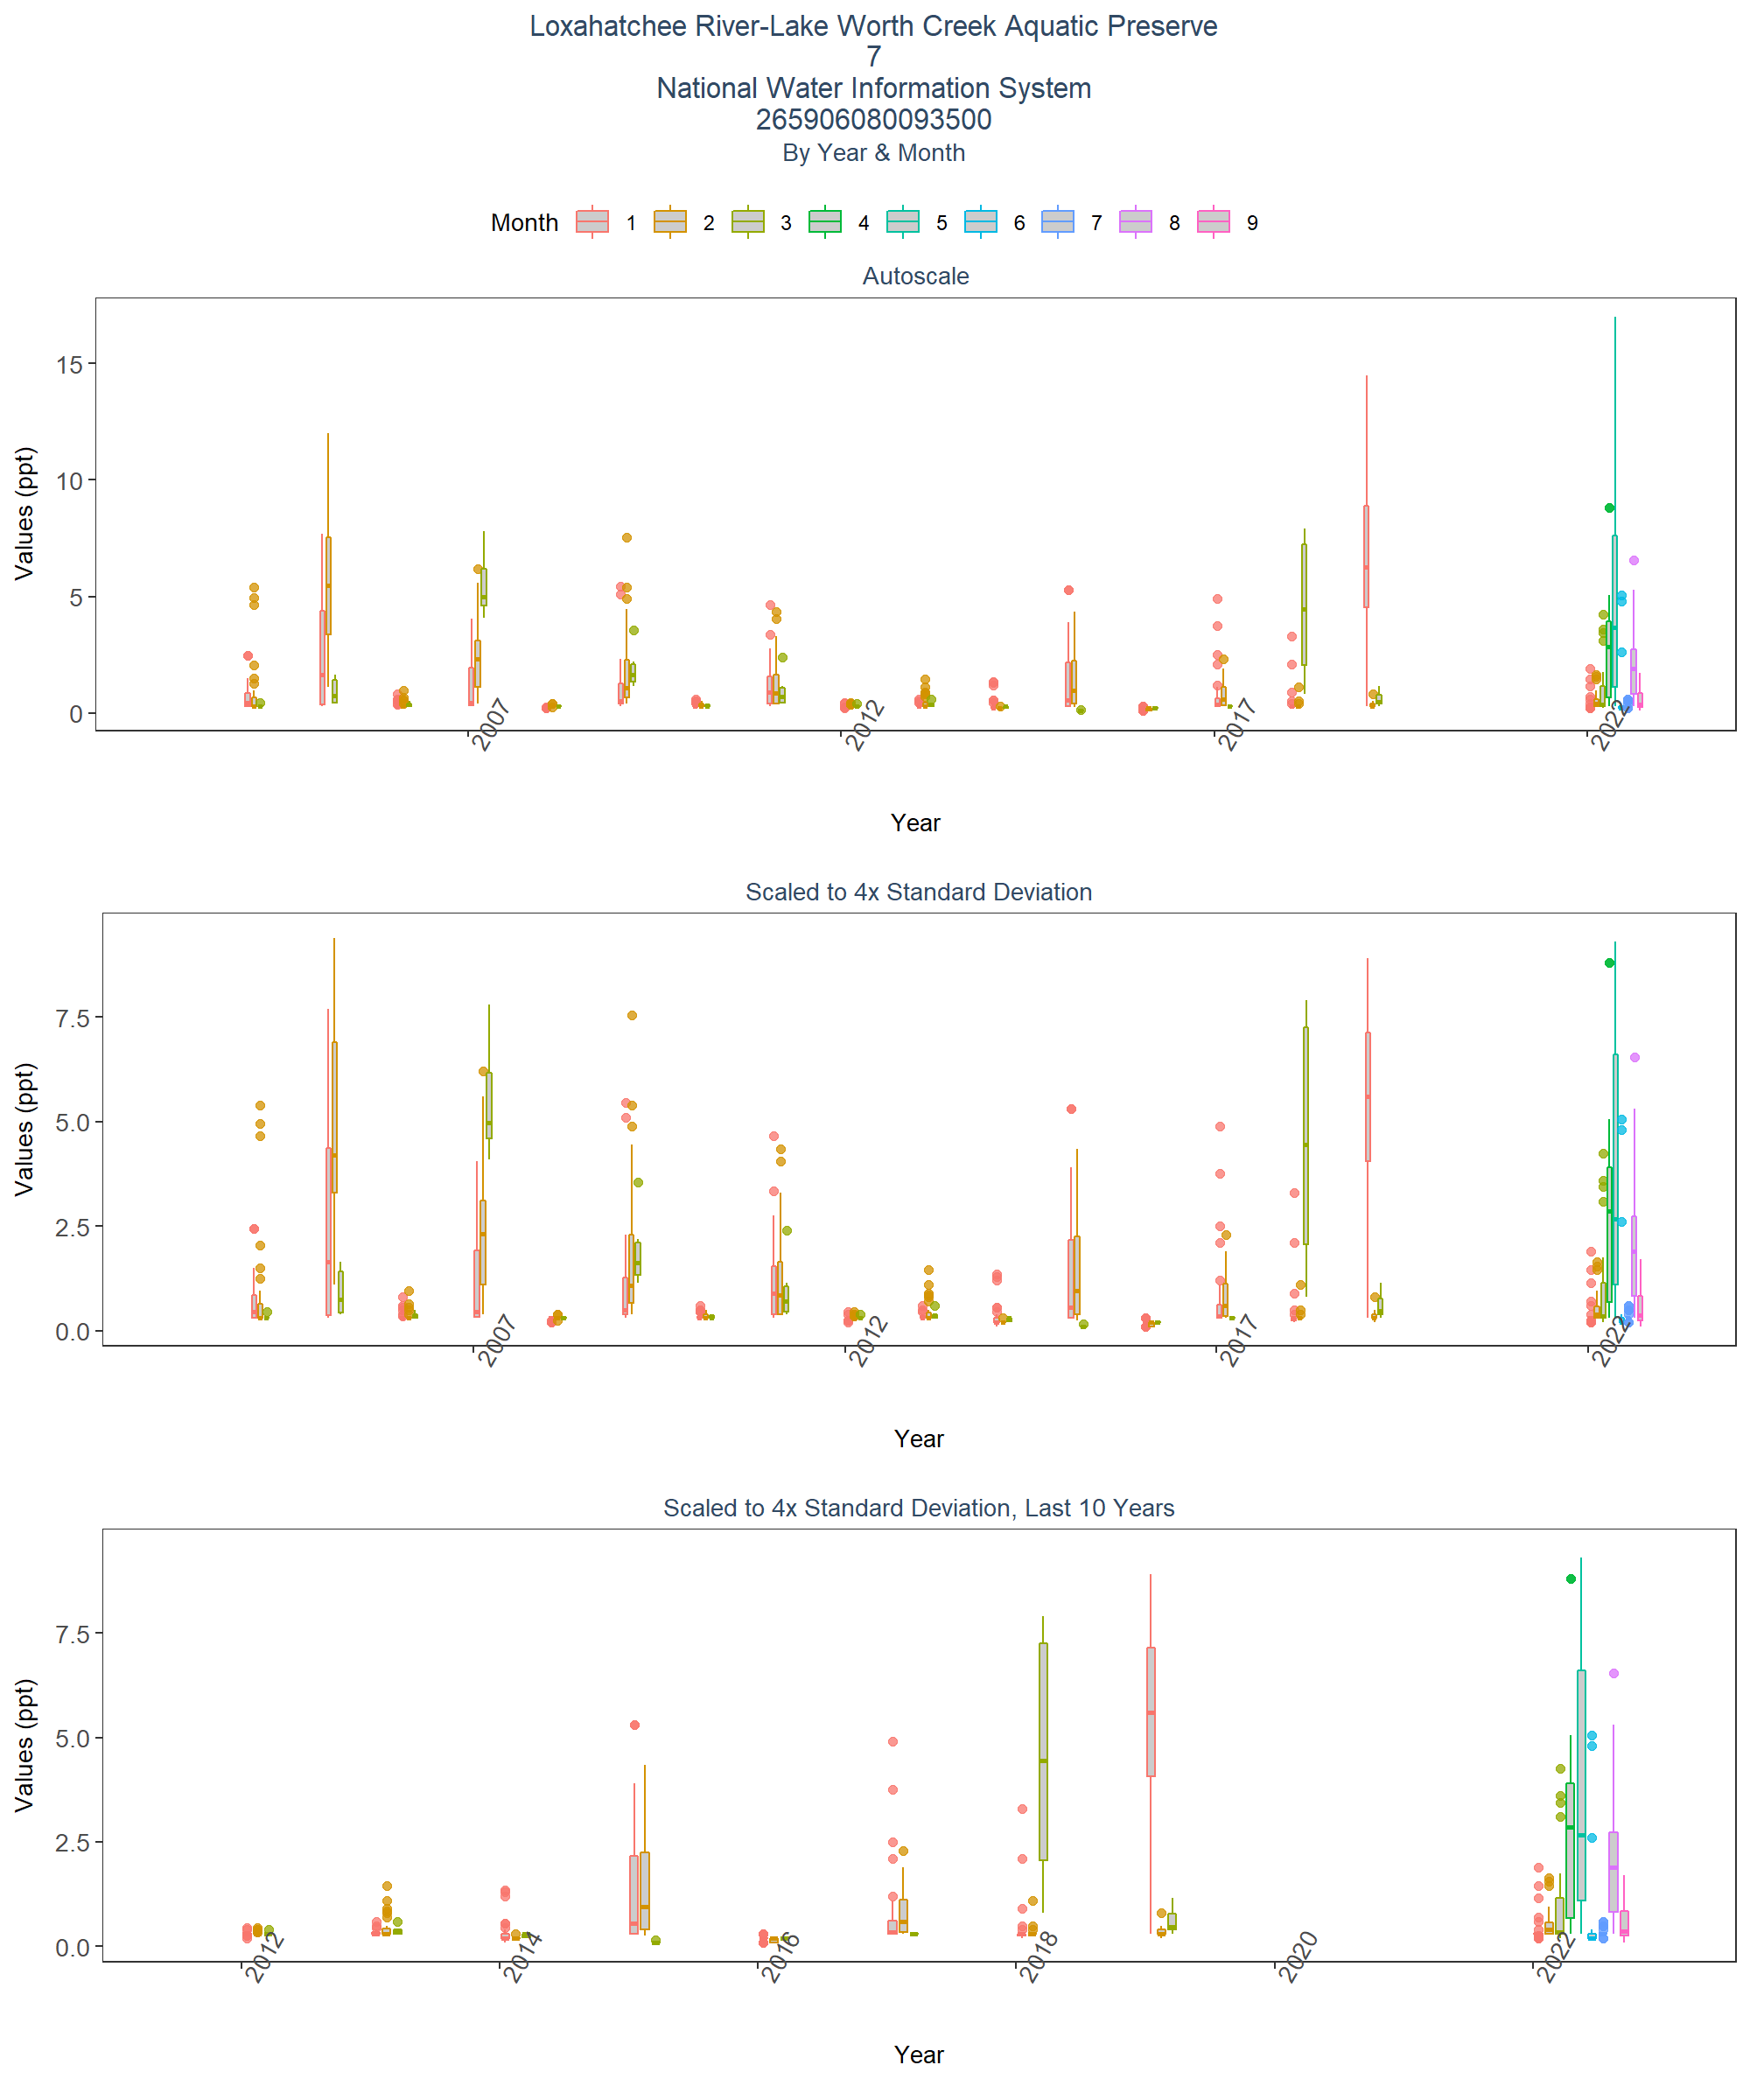 Loxahatchee River-Lake Worth Creek Aquatic Preserve
7
National Water Information System
265906080093500
By Year & Month
Month 1 2 3 4 5 6 7 8 9
Autoscale
Values (ppt)
15
10
5
0
2007 2012 2017 2022
Year
Scaled to 4x Standard Deviation
Values (ppt)
7.5
5.0
2.5
0.0
2007 2012 2017 2022
Year
Scaled to 4x Standard Deviation, Last 10 Years
Values (ppt)
7.5
5.0
2.5
0.0
2012 2014 2016 2018 2020 2022
Year